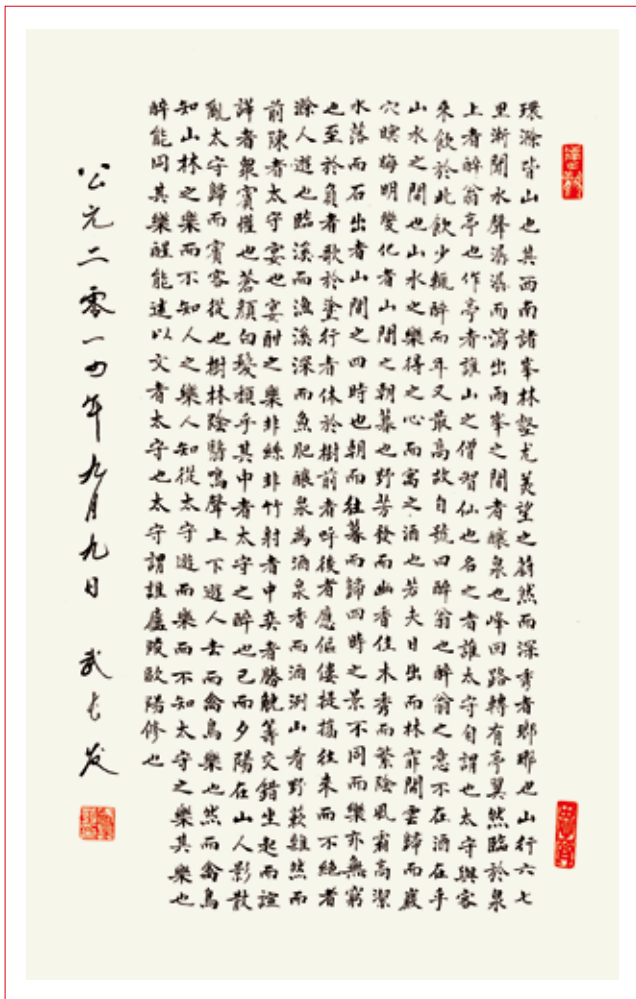 環滁皆山也其西南諸峯林壑尤美望之蔚然而深秀者瑯琊也山行六七
里漸聞水聲潺潺而瀉出兩峯之間者釀泉也峰回路轉有亭翼然臨於泉
上者醉翁亭也作亭者誰山之僧智仙也名之者誰太守自謂也太守與客
來飲於此飲少輒醉而年又最高故自號曰醉翁也醉翁之意不在酒在乎
山水之間也山水之樂得之心而寓之酒也若夫日出而林霏開雲歸而巖
穴暝晦明變化者山間之朝暮也野芳發而幽香佳木秀而繁陰風霜高潔
水落而石出者山間之四時也朝而往暮而歸四時之景不同而樂亦無窮
也至於負者歌於塗行者休於樹前者呼後者應傴僂提攜往來而不絕者
滁人遊也臨溪而漁溪深而魚肥釀泉為酒泉香而酒洌山肴野蔌雜然而
前陳者太守宴也宴酣之樂非絲非竹射者中奕者勝觥籌交錯坐起而諠
譁者衆賓懽也蒼顏白髮頹乎其中者太守之醉也已而夕陽在山人影散
亂太守歸而賓客從也樹林陰翳鳴聲上下遊人去而禽鳥樂也然而禽鳥
知山林之樂而不知人之樂人知從太守遊而樂而不知太守之樂其樂也
醉能同其樂醒能述以文者太守也太守謂誰廬陵歐陽修也
公元二零一四年九月九日 武七發